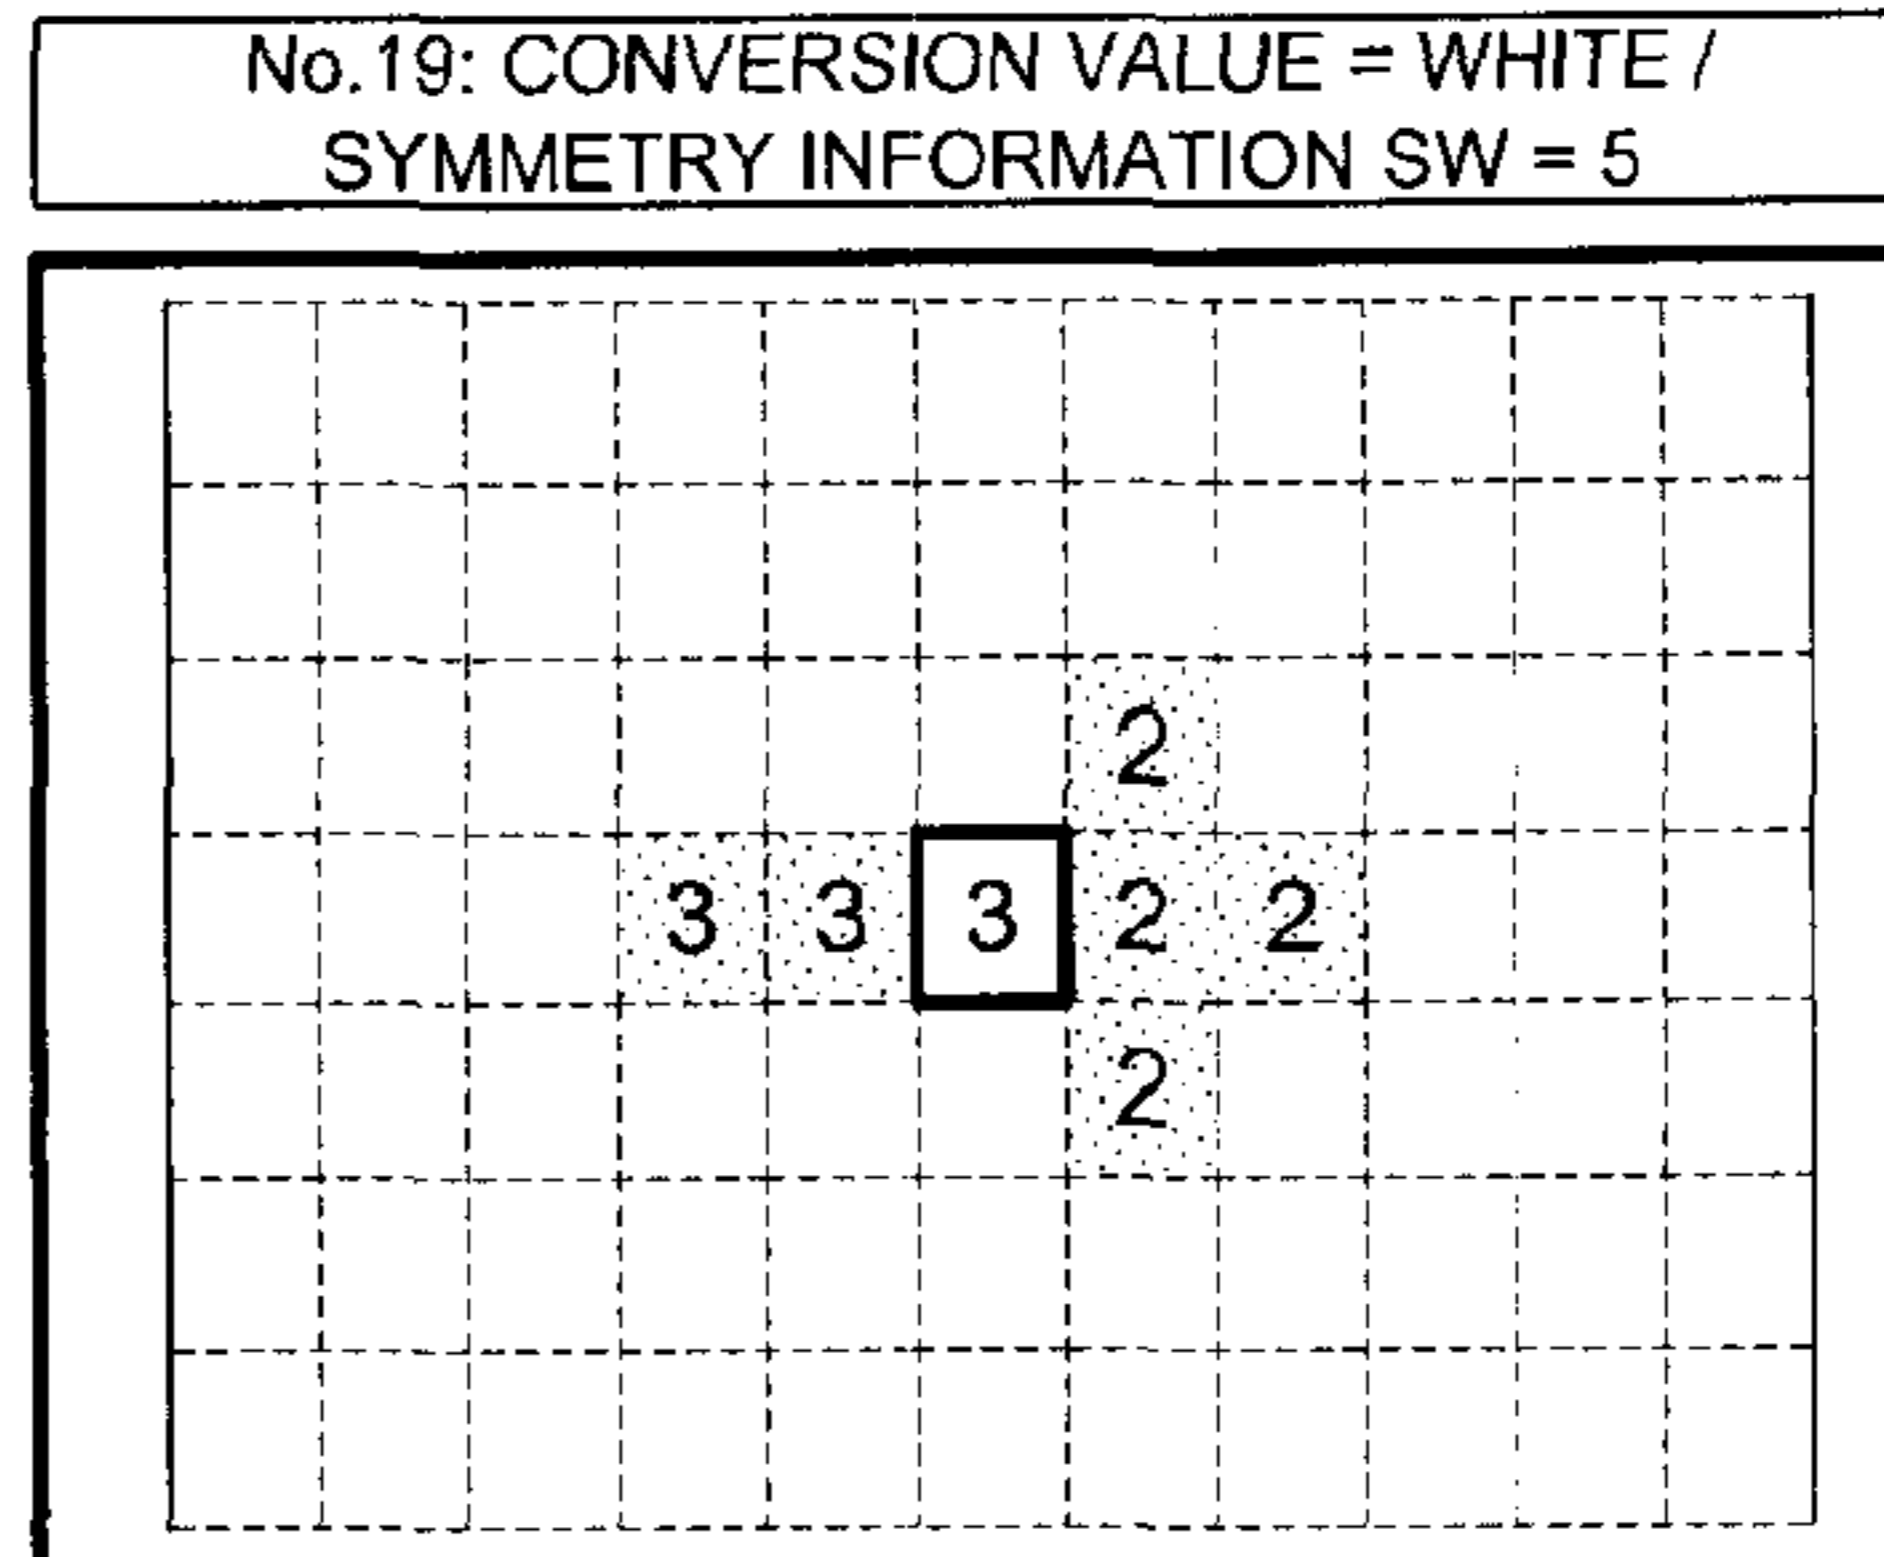 No.19: CONVERSION VALUE = WHITE /
SYMMETRY INFORMATION SW = 5
2
3 3 3 2 2
2